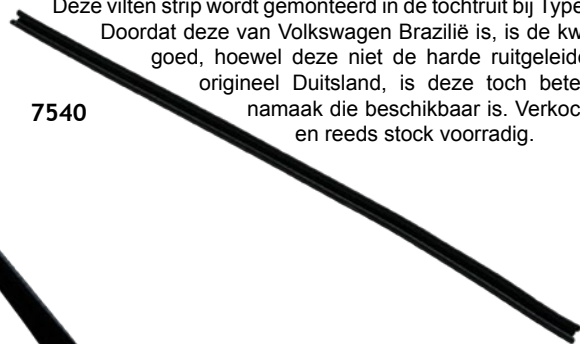 Deze vilten strip wordt gemonteerd in de tochtruit bij Type
Doordat deze van Volkswagen Brazilië is, is de kw
goed, hoewel deze niet de harde ruitgeleide
origineel Duitsland, is deze toch bete
7540
namaak die beschikbaar is. Verkoc
en reeds stock voorradig.